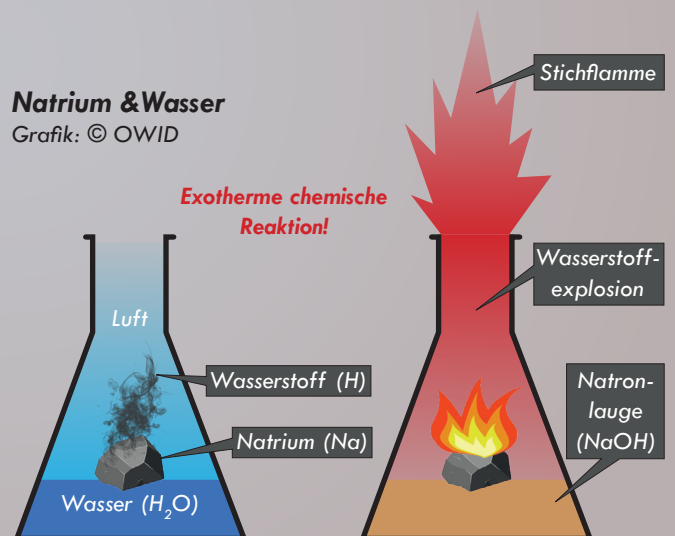 Natrium &Wasser
Grafik: © OWID
Exotherme chemische
Reaktion!
Luft
Wasserstoff (H)
Natrium (Na)
Wasser (H₂O)
Stichflamme
Wasserstoff-
explosion
Natron-
lauge
(NaOH)